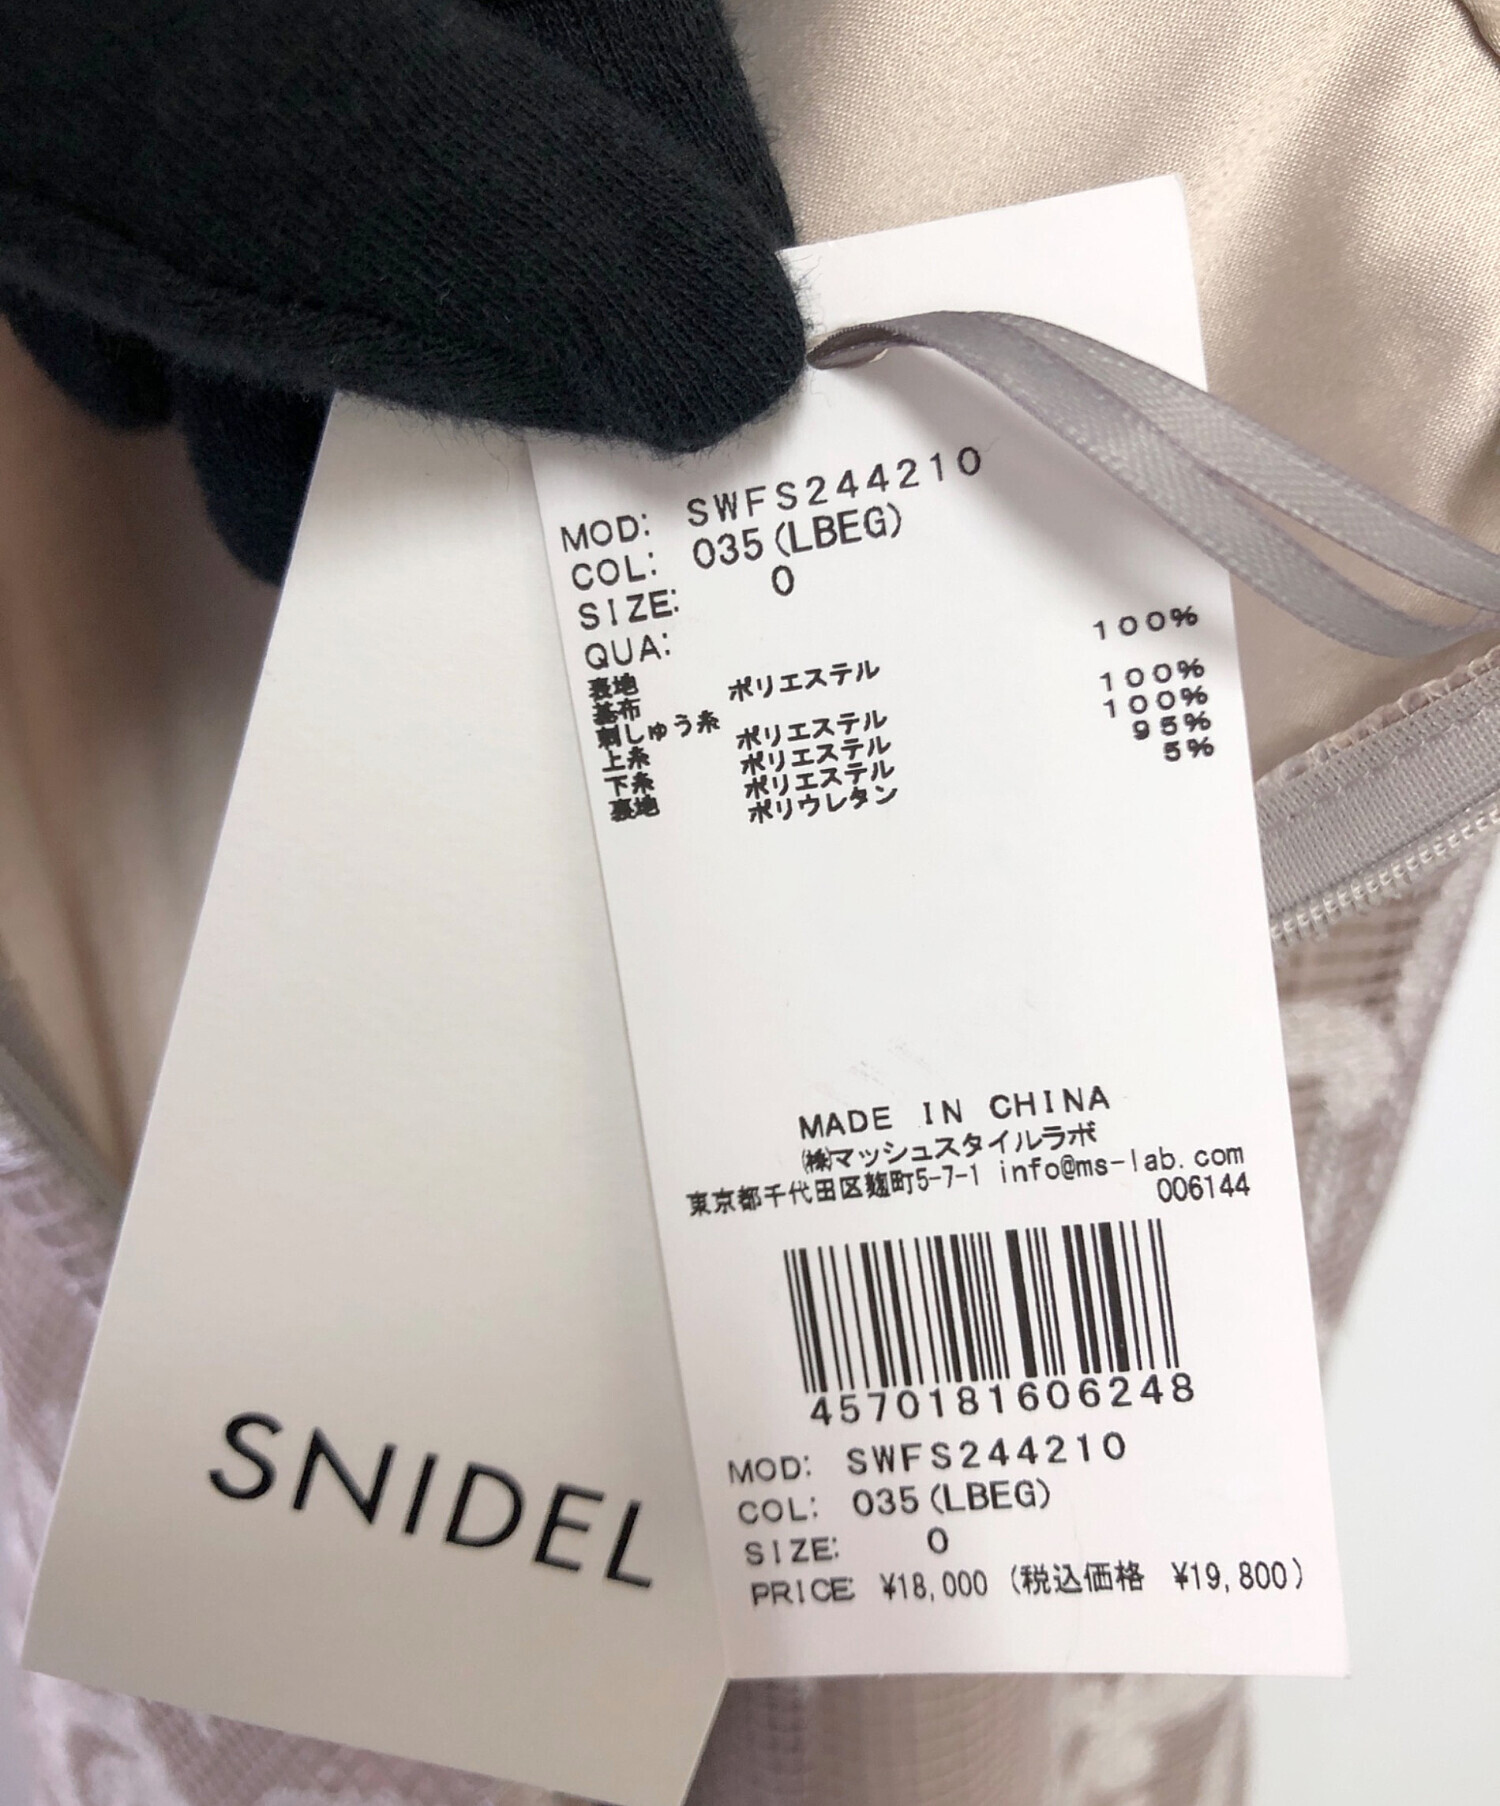 MOD: SWFS244210
COL: 035(LBEG)
SIZE: 0
QUA:
表地 ポリエステル 100%
基布
刺しゅう糸 ポリエステル 100%
上糸 ポリエステル 100%
下糸 ポリエステル 95%
裏地 ポリウレタン 5%
MADE IN CHINA
㈱マッシュスタイルラボ
東京都千代田区麹町5-7-1 info@ms-lab.com
006144
4570181606248
MOD: SWFS244210
COL: 035(LBEG)
SIZE: 0
PRICE: ¥18,000 (税込価格 ¥19,800)
SNIDEL